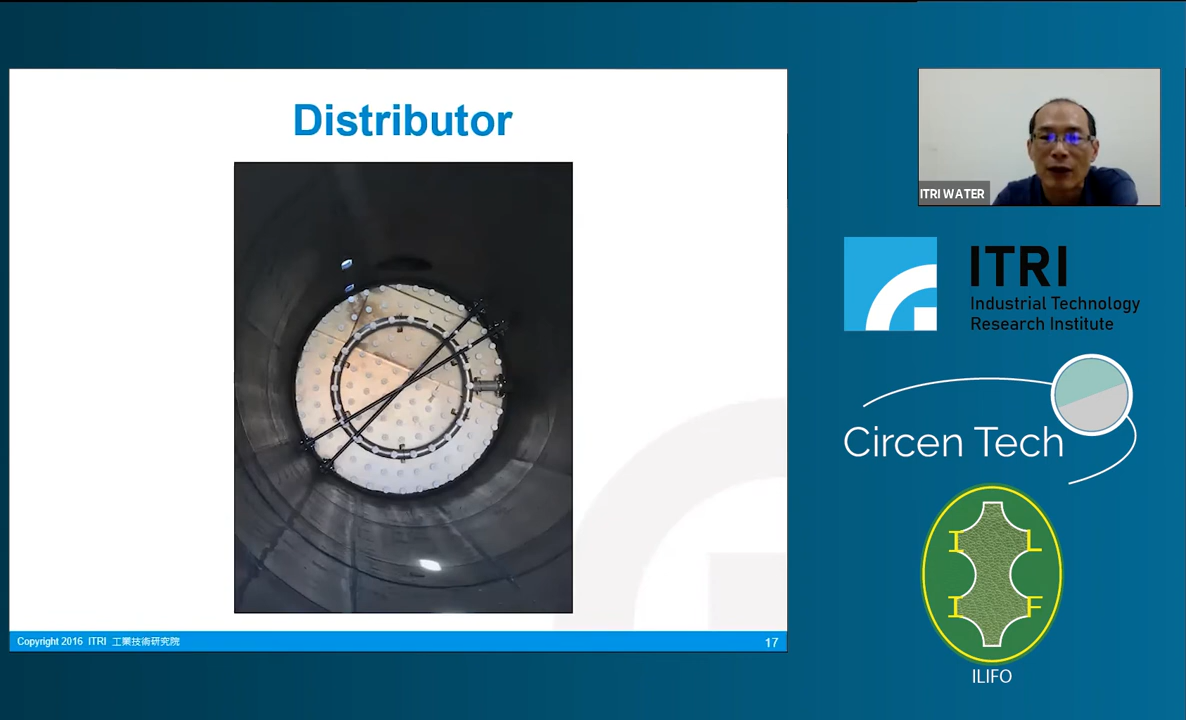 Distributor
Copyright 2016 ITRI 工業技術研究院
17
ITRI WATER
ITRI
Industrial Technology
Research Institute
Circen Tech
I L
I F
ILIFO